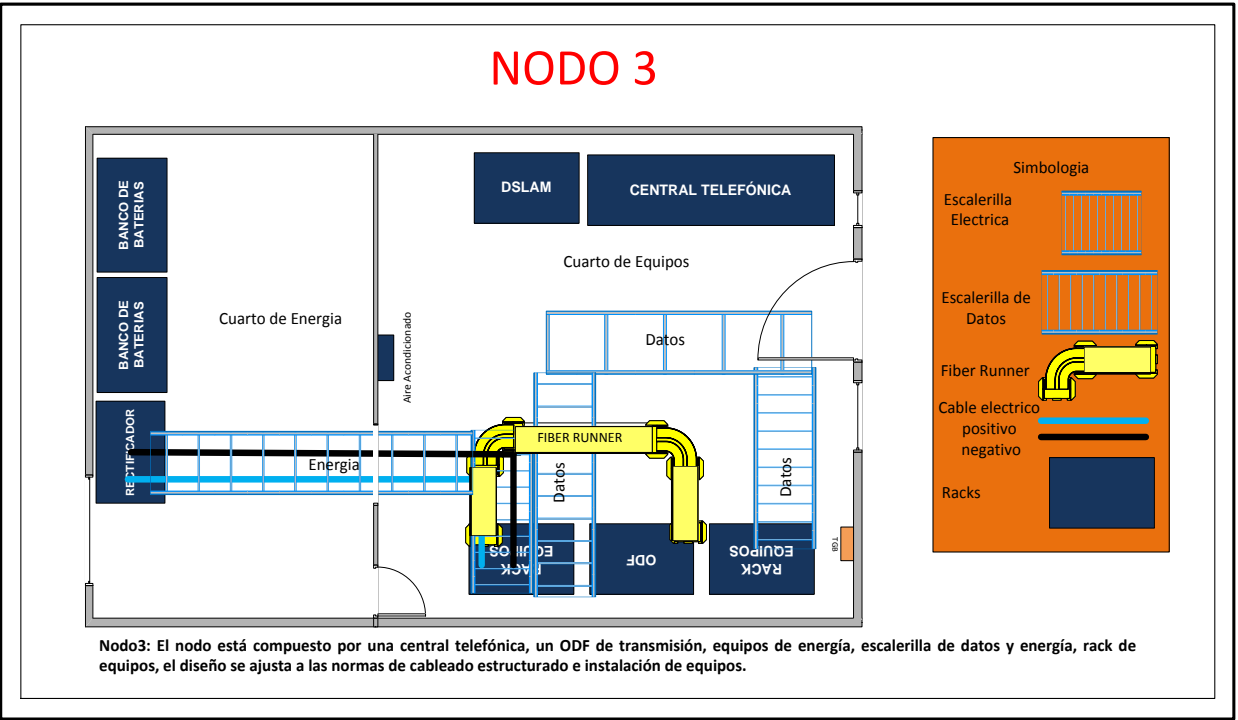 NODO 3
BANCO DE
BATERIAS
BANCO DE
BATERIAS
RECTIFICADOR
Cuarto de Energia
Energia
Aire Acondicionado
DSLAM
CENTRAL TELEFÓNICA
Cuarto de Equipos
Datos
FIBER RUNNER
Datos
Datos
RACK
EQUIPOS
ODF
RACK
EQUIPOS
TGB
Simbologia
Escalerilla
Electrica
Escalerilla de
Datos
Fiber Runner
Cable electrico
positivo
negativo
Racks
Nodo3: El nodo está compuesto por una central telefónica, un ODF de transmisión, equipos de energía, escalerilla de datos y energía, rack de
equipos, el diseño se ajusta a las normas de cableado estructurado e instalación de equipos.